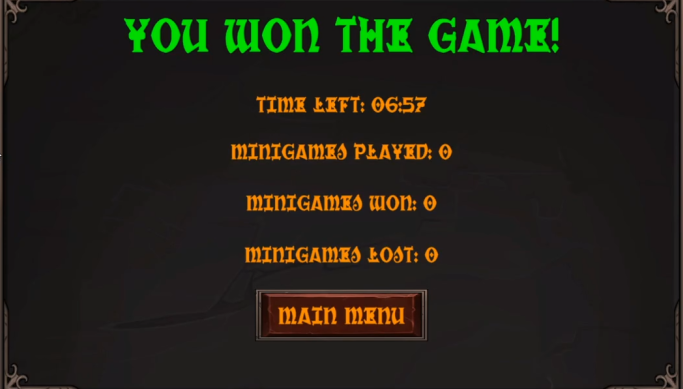 YOU WON THE GAME!
TIME LEFT: 06:57
MINIGAMES PLAYED: 0
MINIGAMES WON: 0
MINIGAMES LOST: 0
MAIN MENU